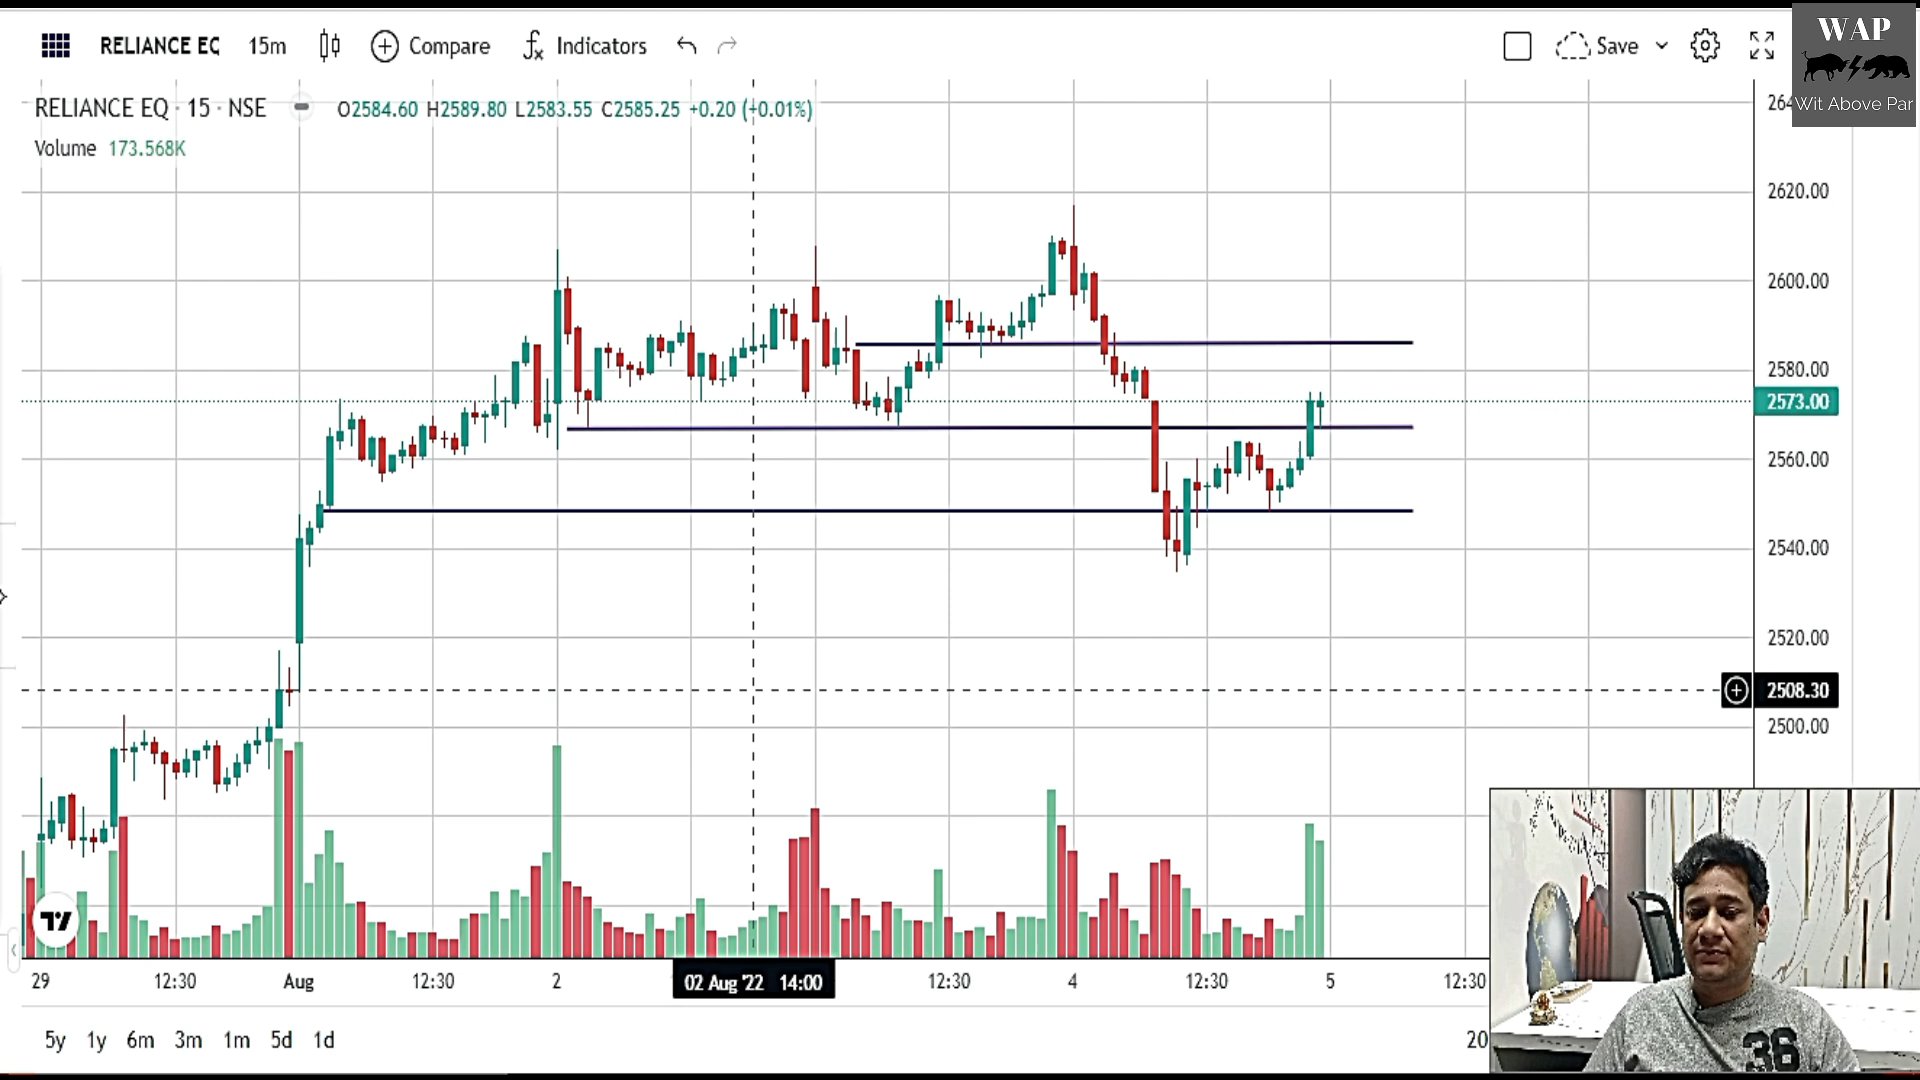 RELIANCE EQ 15m Compare Indicators Save
WAP
Wit Above Par
RELIANCE EQ · 15 · NSE O2584.60 H2589.80 L2583.55 C2585.25 +0.20 (+0.01%)
Volume 173.568K
2620.00
2600.00
2580.00
2573.00
2560.00
2540.00
2520.00
2508.30
2500.00
29 12:30 Aug 12:30 2 02 Aug '22 14:00 12:30 4 12:30 5 12:30
5y 1y 6m 3m 1m 5d 1d
36